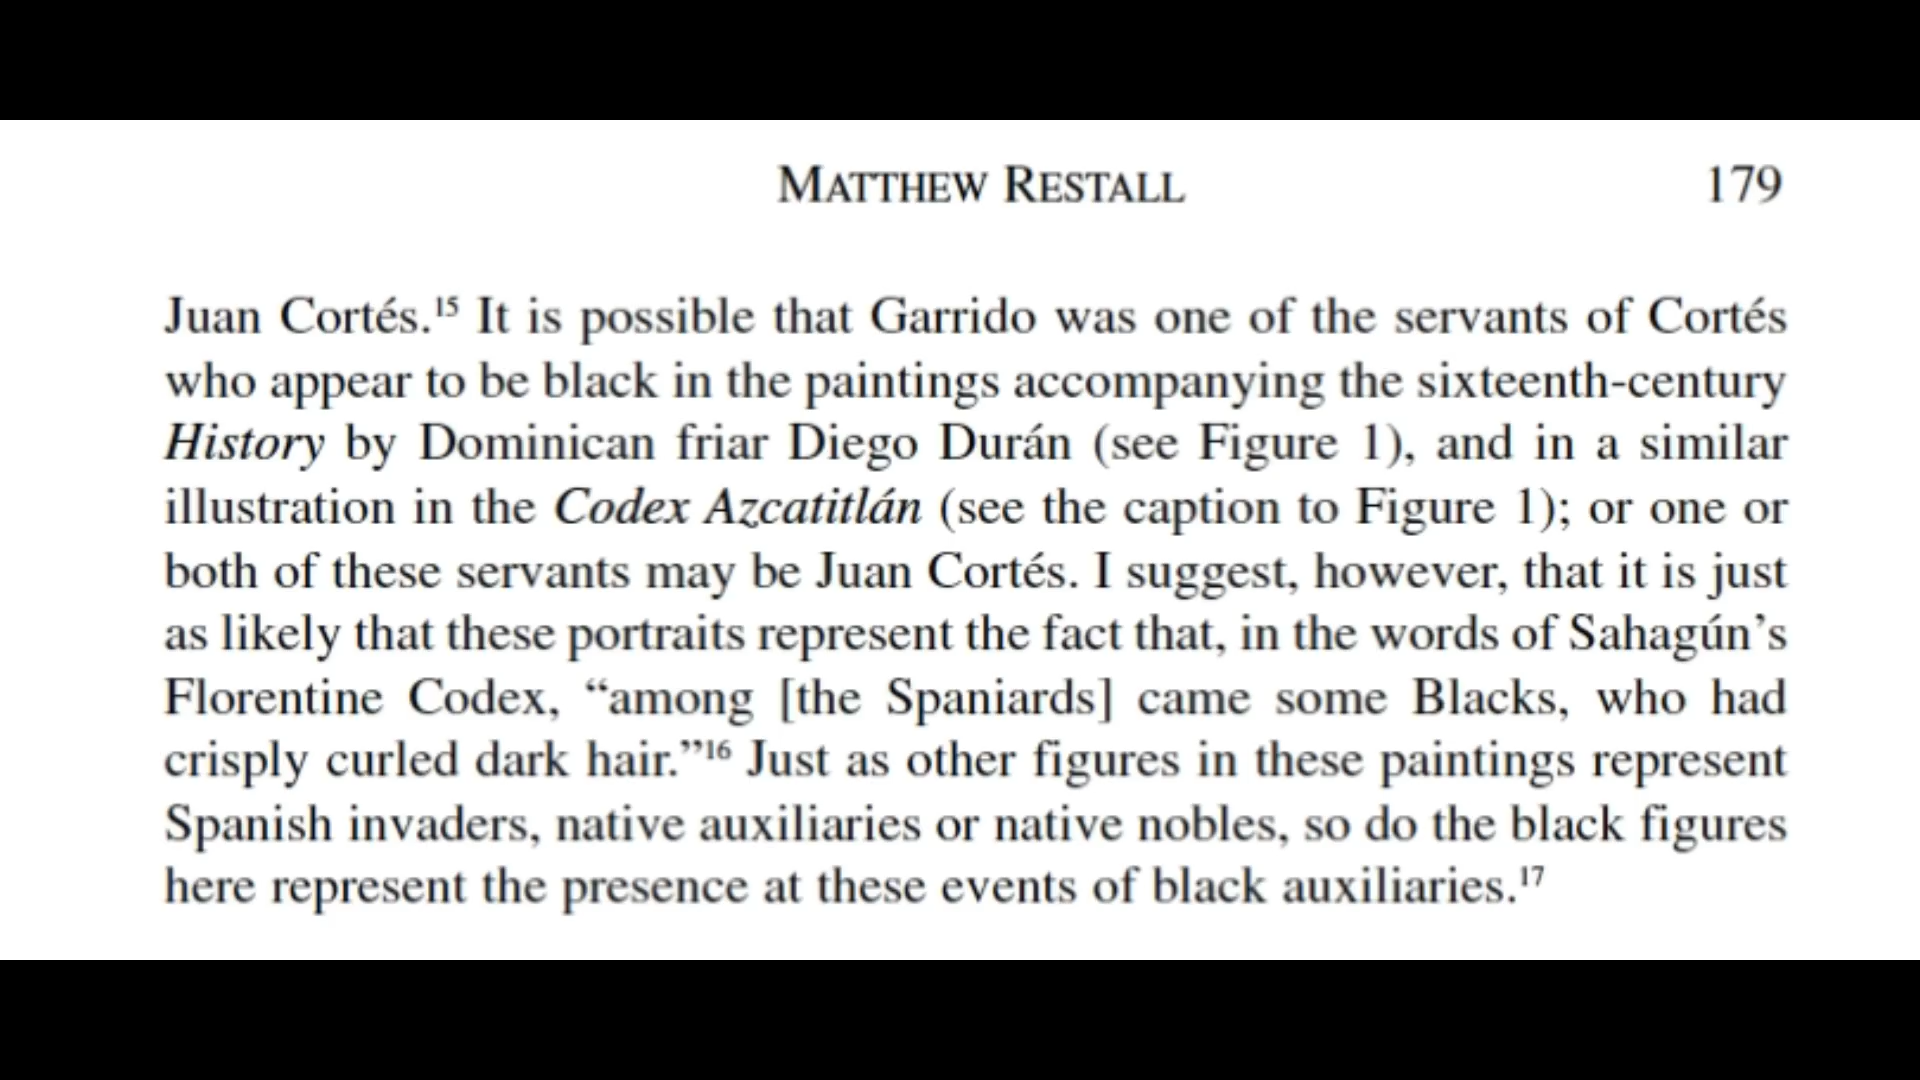 MATTHEW RESTALL 179
Juan Cortés.¹⁵ It is possible that Garrido was one of the servants of Cortés
who appear to be black in the paintings accompanying the sixteenth-century
History by Dominican friar Diego Durán (see Figure 1), and in a similar
illustration in the Codex Azcatitlán (see the caption to Figure 1); or one or
both of these servants may be Juan Cortés. I suggest, however, that it is just
as likely that these portraits represent the fact that, in the words of Sahagún’s
Florentine Codex, “among [the Spaniards] came some Blacks, who had
crisply curled dark hair.”¹⁶ Just as other figures in these paintings represent
Spanish invaders, native auxiliaries or native nobles, so do the black figures
here represent the presence at these events of black auxiliaries.¹⁷